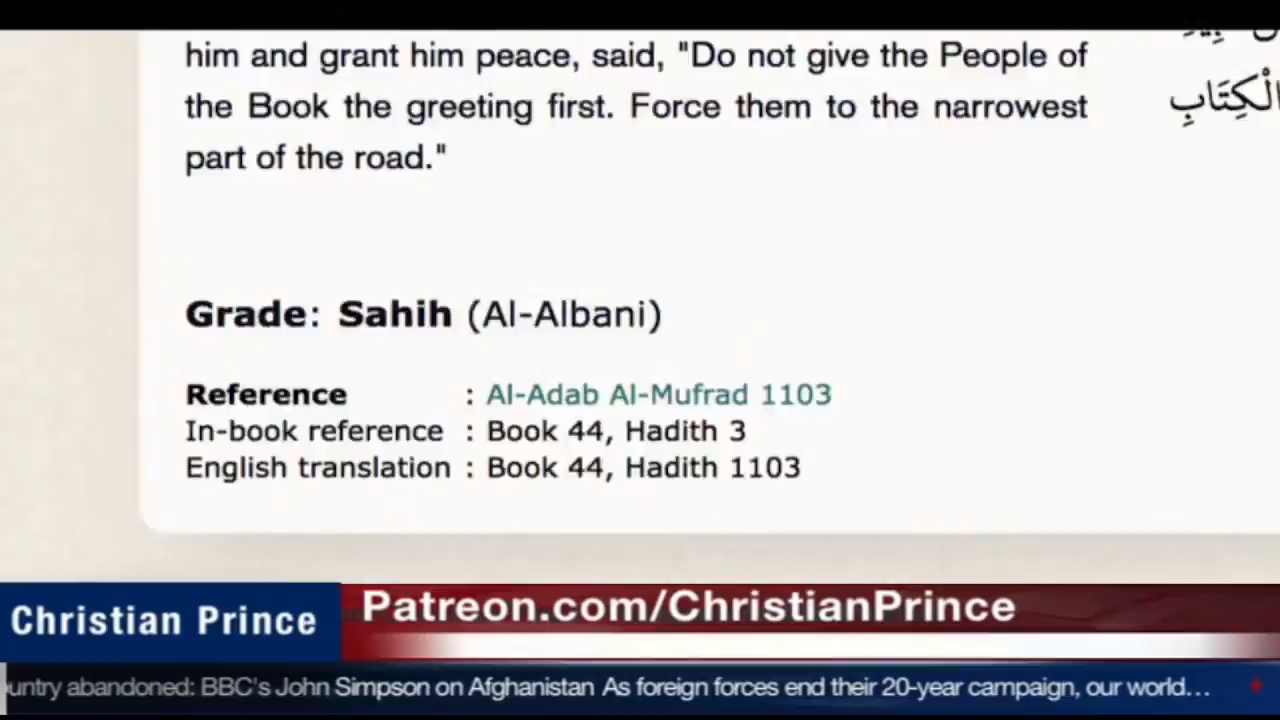 him and grant him peace, said, "Do not give the People of
the Book the greeting first. Force them to the narrowest
part of the road."
الْكِتَابِ
Grade: Sahih (Al-Albani)
Reference : Al-Adab Al-Mufrad 1103
In-book reference : Book 44, Hadith 3
English translation : Book 44, Hadith 1103
Christian Prince
Patreon.com/ChristianPrince
untry abandoned: BBC's John Simpson on Afghanistan As foreign forces end their 20-year campaign, our world…